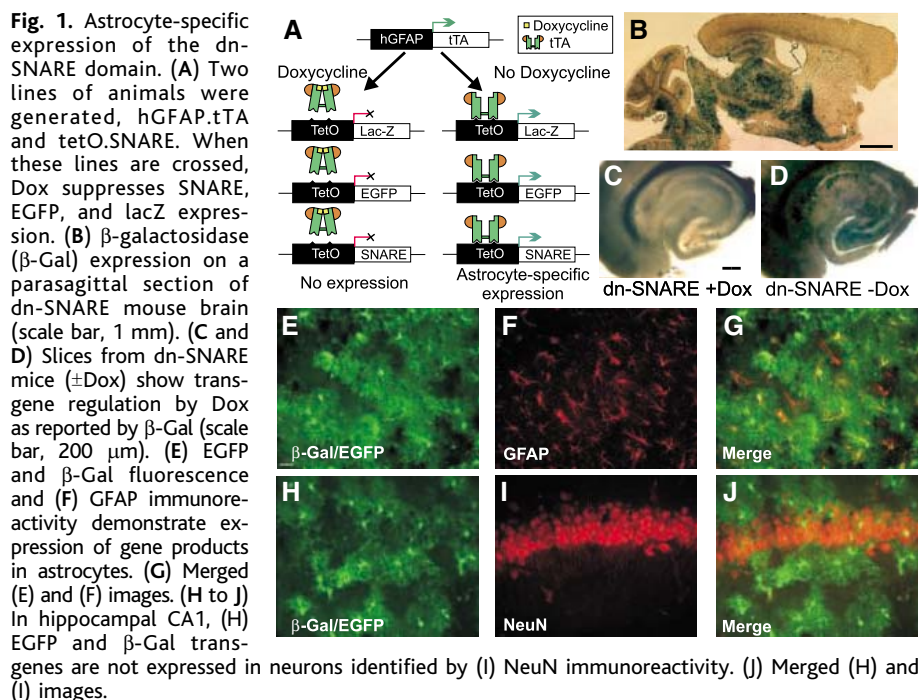 Fig. 1. Astrocyte-specific
expression of the dn-
SNARE domain. (A) Two
lines of animals were
generated, hGFAP.tTA
and tetO.SNARE. When
these lines are crossed,
Dox suppresses SNARE,
EGFP, and lacZ expres-
sion. (B) β-galactosidase
(β-Gal) expression on a
parasagittal section of
dn-SNARE mouse brain
(scale bar, 1 mm). (C and
D) Slices from dn-SNARE
mice (±Dox) show trans-
gene regulation by Dox
as reported by β-Gal (scale
bar, 200 μm). (E) EGFP
and β-Gal fluorescence
and (F) GFAP immunore-
activity demonstrate ex-
pression of gene products
in astrocytes. (G) Merged
(E) and (F) images. (H to J)
In hippocampal CA1, (H)
EGFP and β-Gal trans-
genes are not expressed in neurons identified by (I) NeuN immunoreactivity. (J) Merged (H) and
(I) images.
A
hGFAP tTA
Doxycycline
tTA
Doxycycline
No Doxycycline
TetO Lac-Z
TetO Lac-Z
TetO EGFP
TetO EGFP
TetO SNARE
TetO SNARE
No expression
Astrocyte-specific
expression
B
C
dn-SNARE +Dox
D
dn-SNARE -Dox
E
β-Gal/EGFP
F
GFAP
G
Merge
H
β-Gal/EGFP
I
NeuN
J
Merge